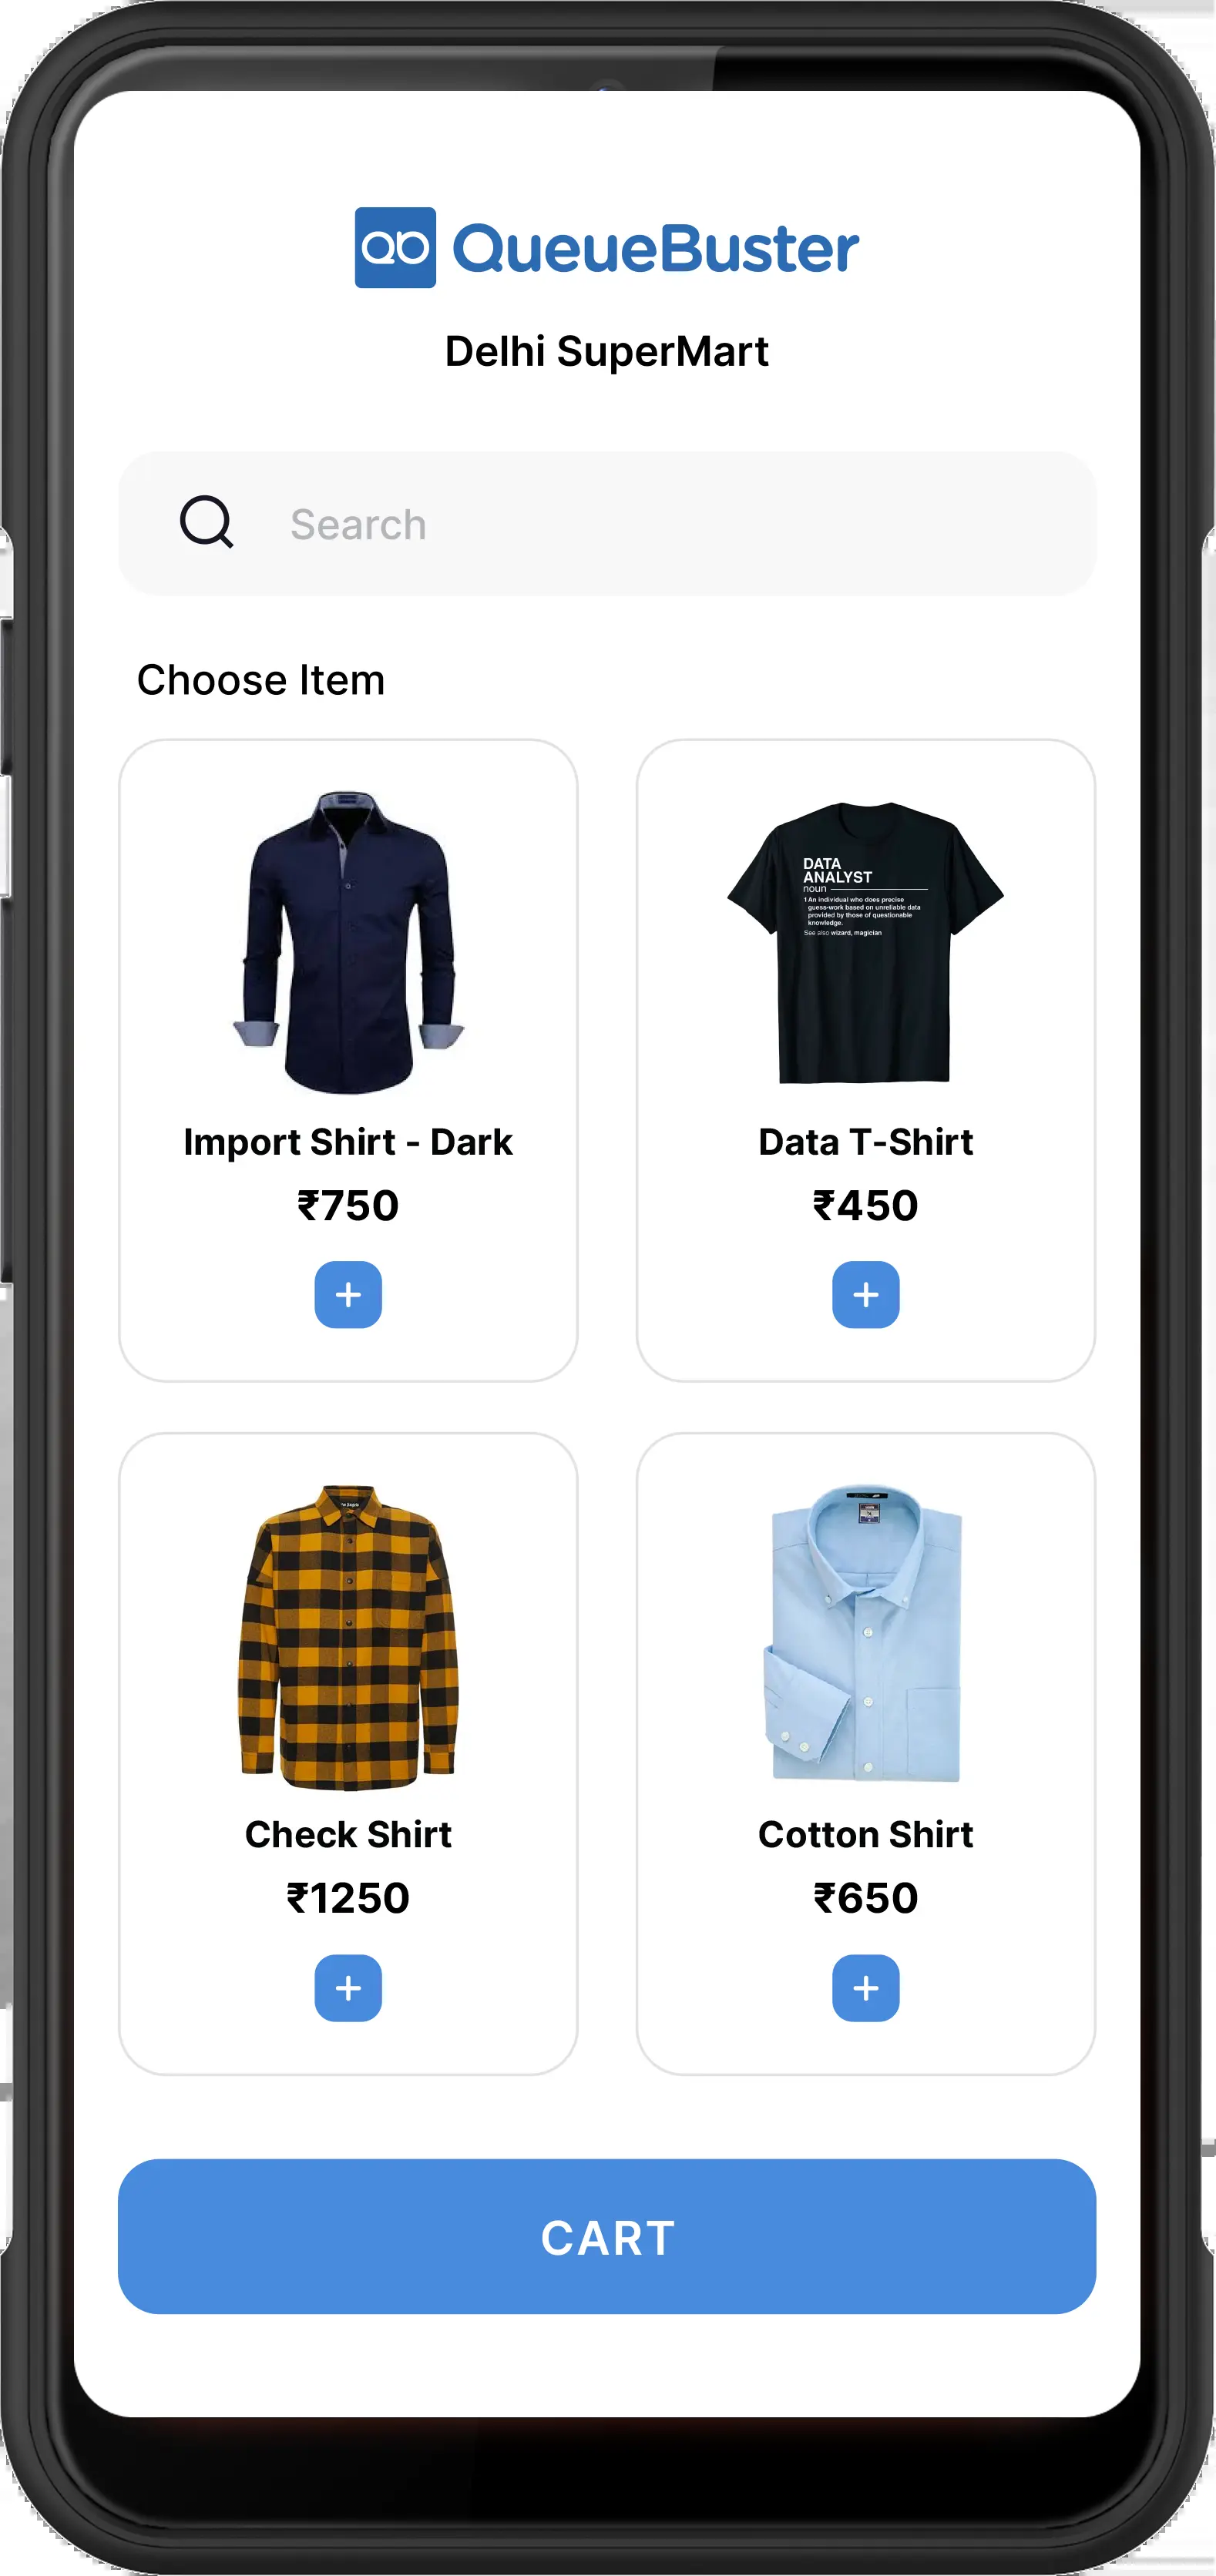 QueueBuster
Delhi SuperMart
Search
Choose Item
DATA
ANALYST
noun
1 An individual who does precise
guess-work based on unreliable data
provided by those of questionable
knowledge.
See also wizard, magician
Import Shirt - Dark
₹750
+
Data T-Shirt
₹450
+
Check Shirt
₹1250
+
Cotton Shirt
₹650
+
CART